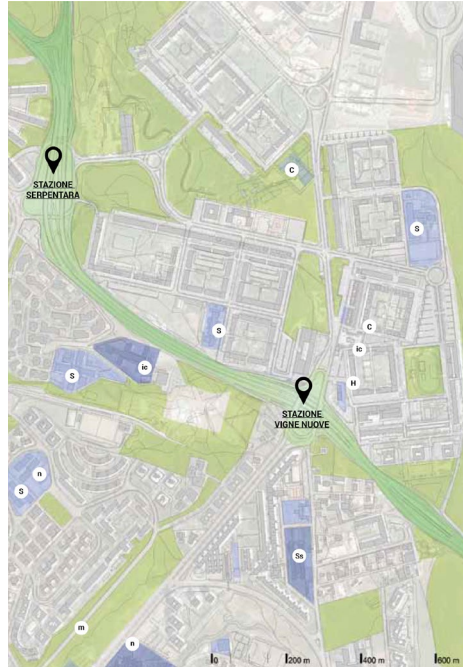 STAZIONE
SERPENTARA
C
S
S
C
ic
ic
S
H
STAZIONE
VIGNE NUOVE
n
S
Ss
m
n
0 200 m 400 m 600 m